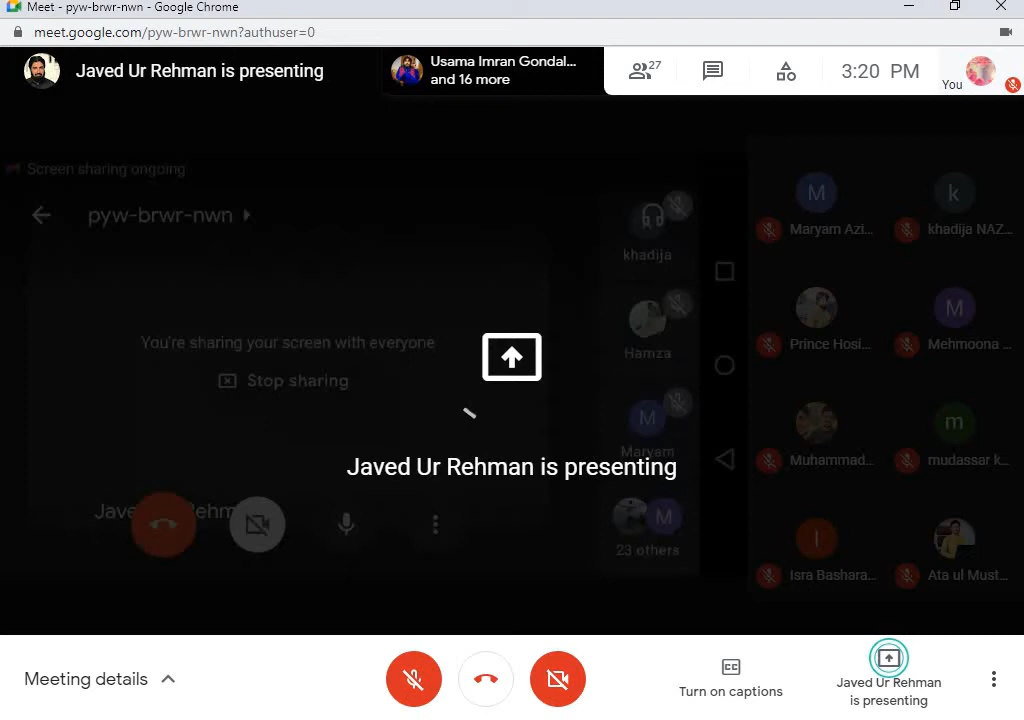 Meet - pyw-brwr-nwn - Google Chrome
meet.google.com/pyw-brwr-nwn?authuser=0
Javed Ur Rehman is presenting
Usama Imran Gondal...
and 16 more
27
3:20 PM
You
Screen sharing ongoing
pyw-brwr-nwn
khadija
M
Maryam Azi...
k
khadija NAZ...
You're sharing your screen with everyone
Stop sharing
Hamza
Prince Hosi...
M
Mehmoona ...
M
Maryam
Javed Ur Rehman is presenting
Muhammad...
m
mudassar k...
M
23 others
I
Isra Bashara...
Ata ul Must...
Meeting details
CC
Turn on captions
Javed Ur Rehman
is presenting